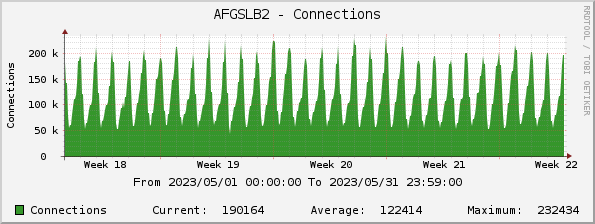 AFGSLB2 - Connections
RRDTOOL / TOBI OETIKER
Connections
200 k
150 k
100 k
50 k
0
Week 18 Week 19 Week 20 Week 21 Week 22
From 2023/05/01 00:00:00 To 2023/05/31 23:59:00
Connections Current: 190164 Average: 122414 Maximum: 232434